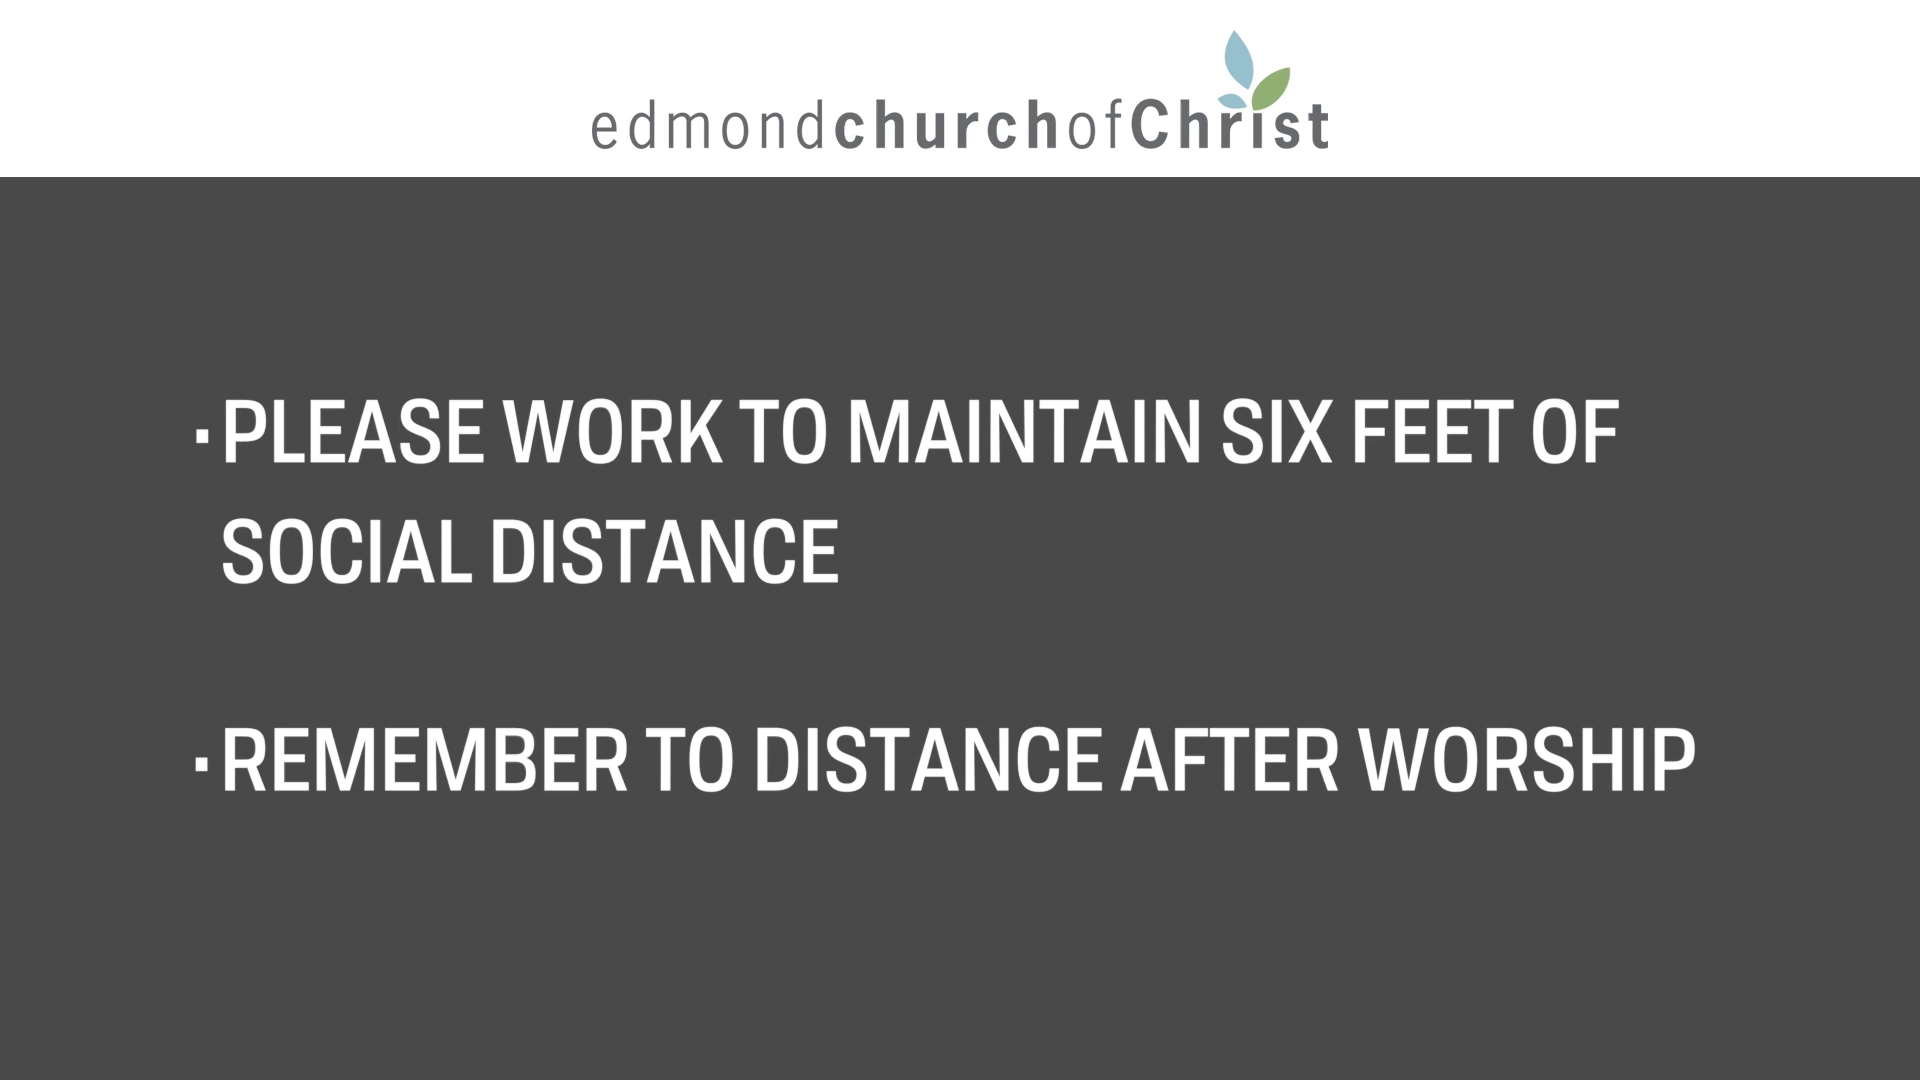 edmondchurchofChrist
·PLEASE WORK TO MAINTAIN SIX FEET OF
SOCIAL DISTANCE
·REMEMBER TO DISTANCE AFTER WORSHIP